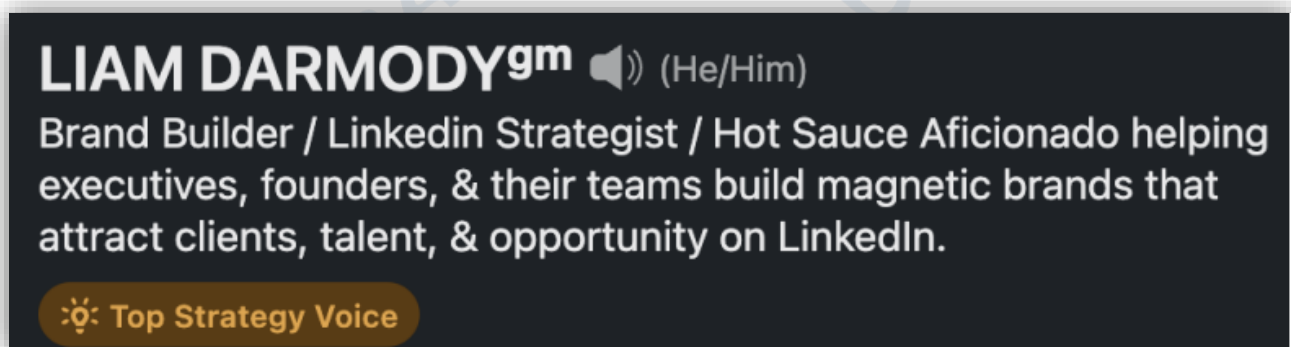 LIAM DARMODYᵍᵐ (He/Him)
Brand Builder / Linkedin Strategist / Hot Sauce Aficionado helping
executives, founders, & their teams build magnetic brands that
attract clients, talent, & opportunity on LinkedIn.
Top Strategy Voice